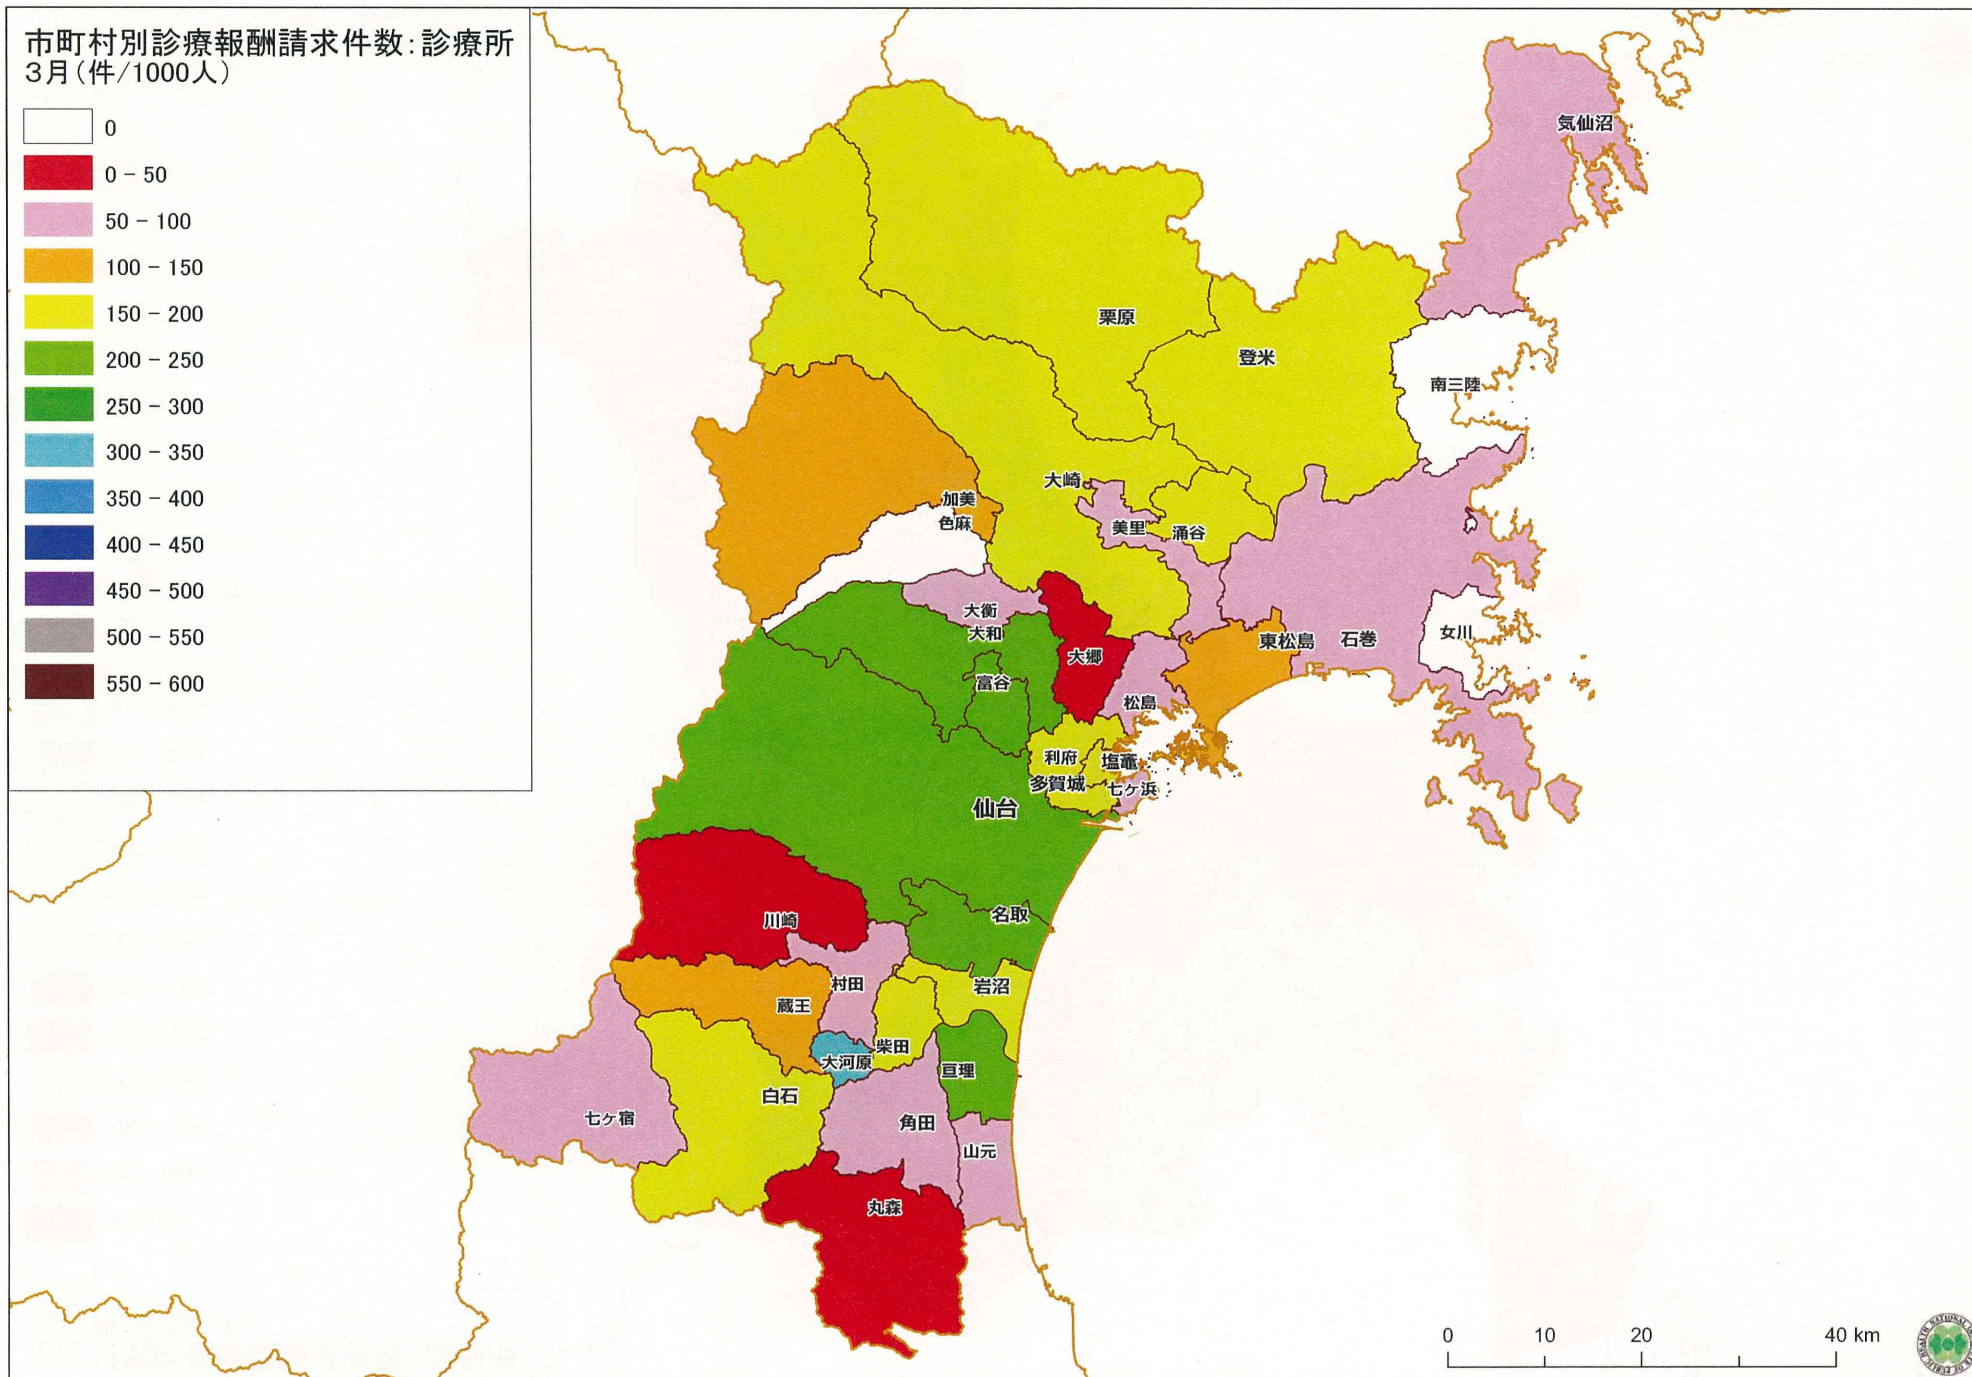 市町村別診療報酬請求件数:診療所
3月(件/1000人)
0
0 - 50
50 - 100
100 - 150
150 - 200
200 - 250
250 - 300
300 - 350
350 - 400
400 - 450
450 - 500
500 - 550
550 - 600
気仙沼
栗原
登米
南三陸
大崎
加美
色麻
美里
涌谷
大衡
大和
大郷
東松島
石巻
女川
富谷
松島
利府
塩竈
多賀城
七ヶ浜
仙台
川崎
名取
村田
岩沼
蔵王
柴田
大河原
亘理
白石
七ヶ宿
角田
山元
丸森
0 10 20 40 km